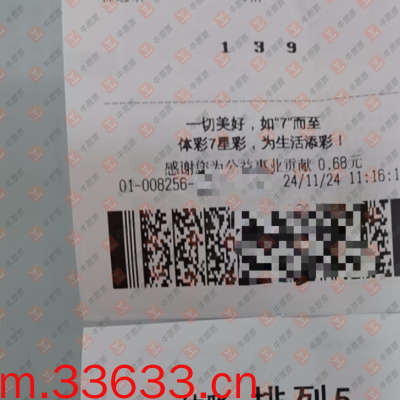 1 3 9
一切美好，如"7"而至
体彩7星彩，为生活添彩！
感谢您为公益事业贡献 0.68元
01-008256-
24/11/24 11:16:1
排列5
m.33633.cn